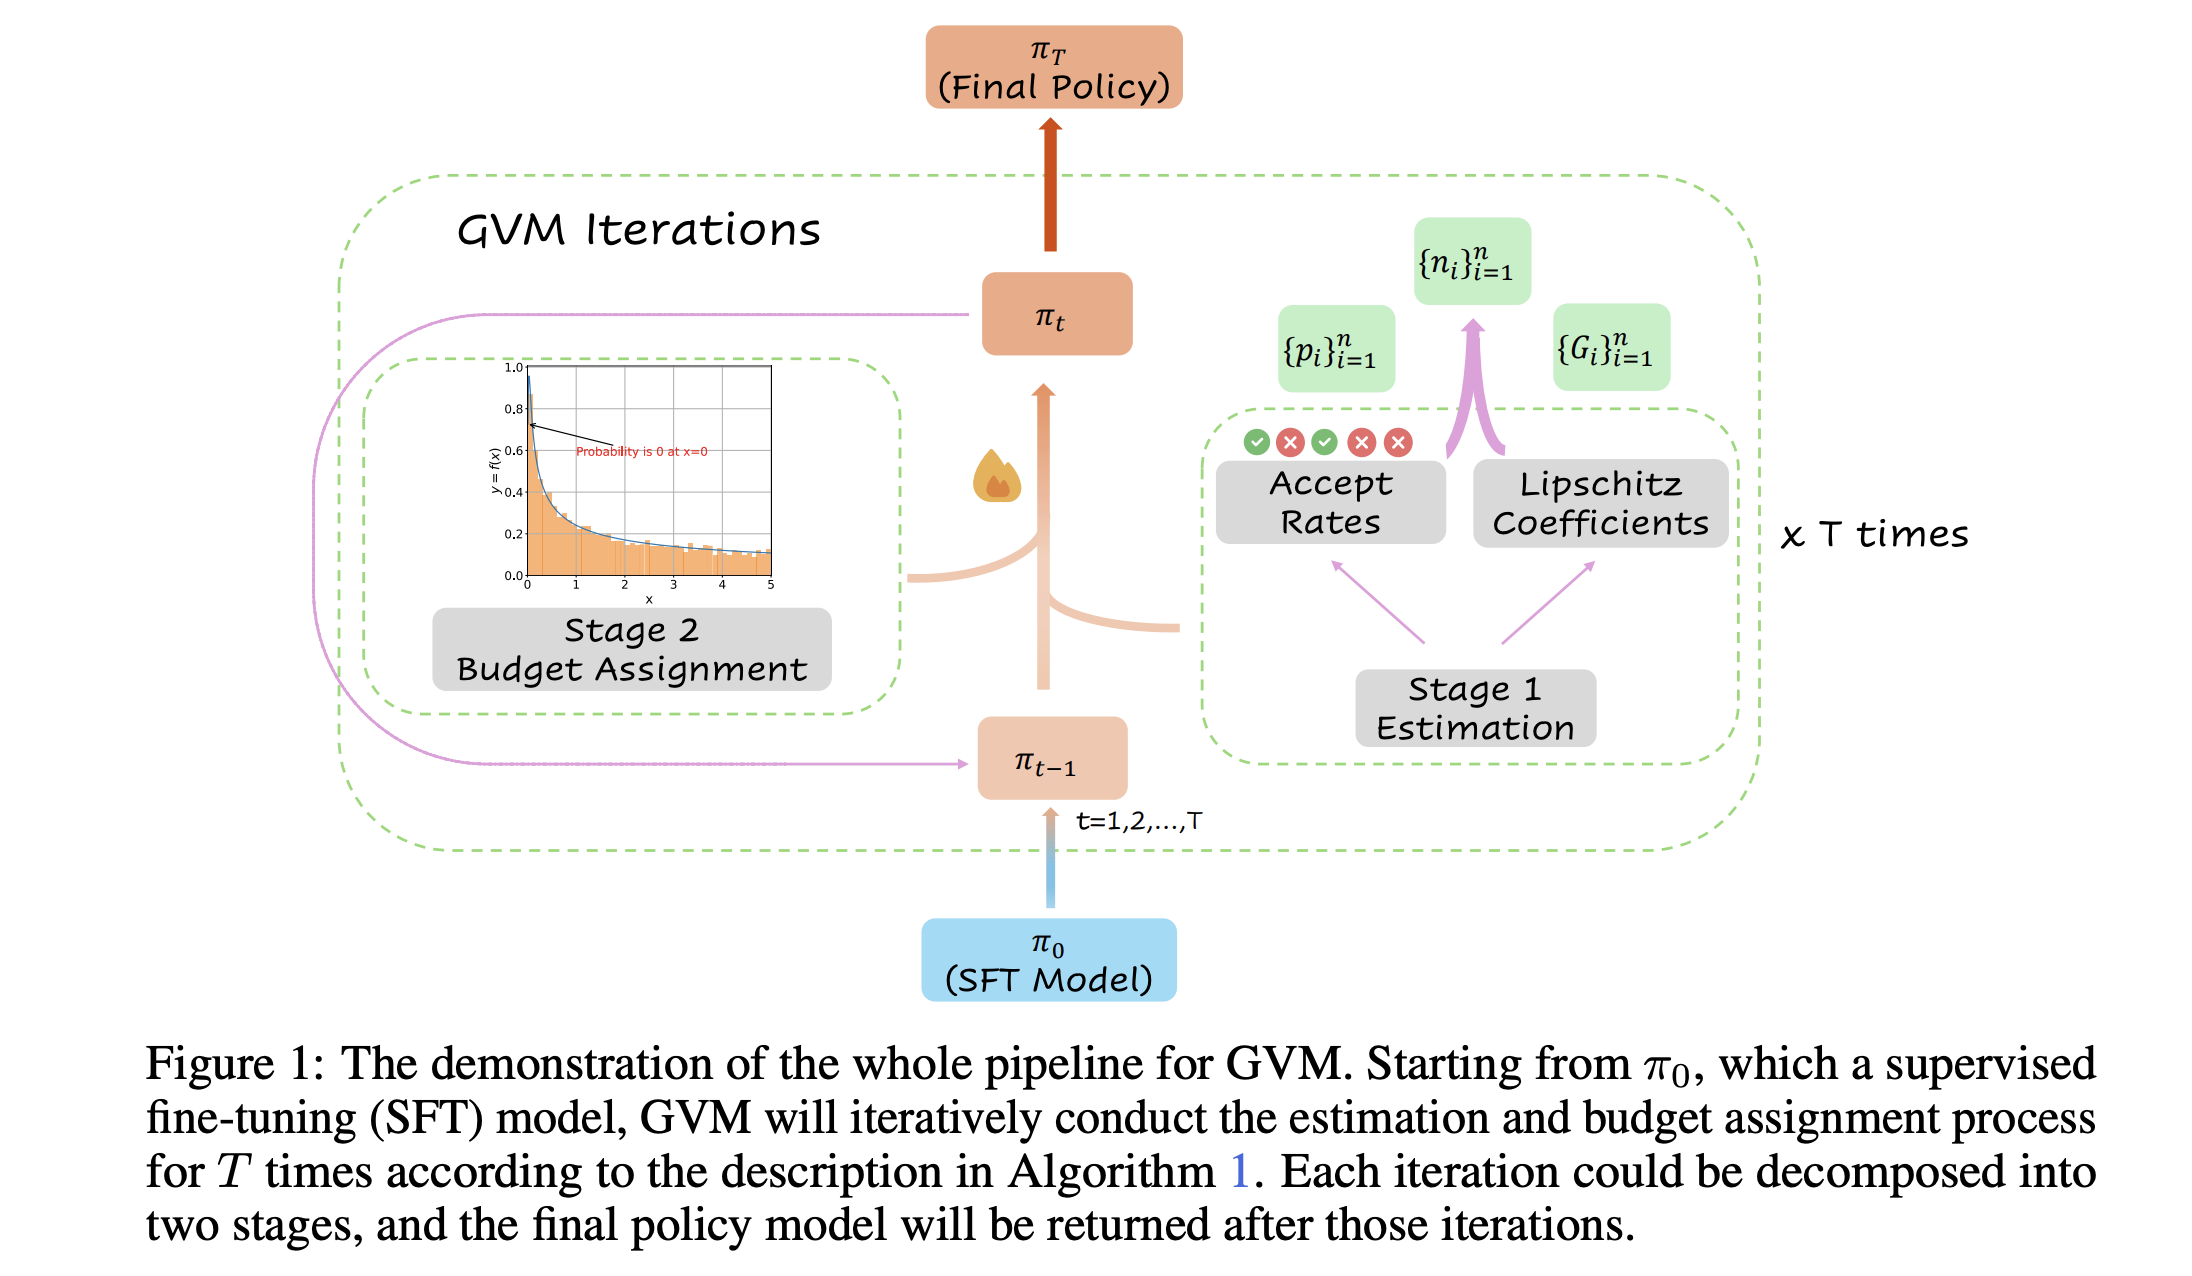 π_T
(Final Policy)
GVM Iterations
{n_i}_{i=1}^n
π_t
{p_i}_{i=1}^n
{G_i}_{i=1}^n
1.0
0.8
0.6
0.4
0.2
0.0
y = f(x)
Probability is 0 at x=0
0 1 2 3 4 5
x
Stage 2
Budget Assignment
Accept
Rates
Lipschitz
Coefficients
x T times
Stage 1
Estimation
π_{t−1}
t=1,2,...,T
π_0
(SFT Model)
Figure 1: The demonstration of the whole pipeline for GVM. Starting from π_0, which a supervised
fine-tuning (SFT) model, GVM will iteratively conduct the estimation and budget assignment process
for T times according to the description in Algorithm 1. Each iteration could be decomposed into
two stages, and the final policy model will be returned after those iterations.